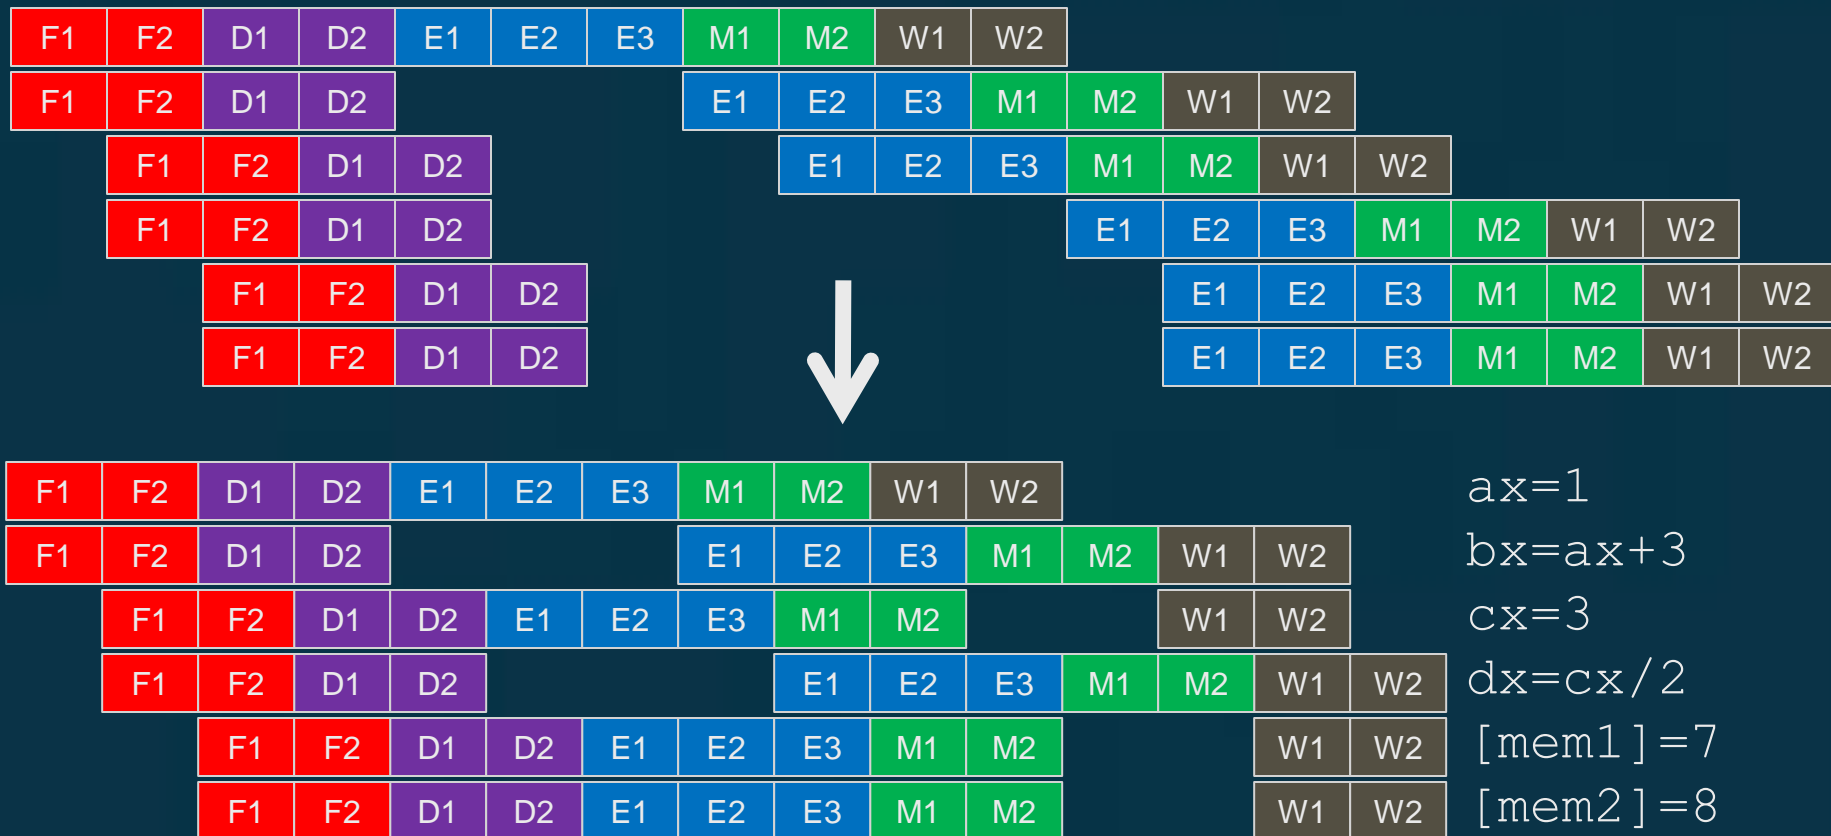 F1 F2 D1 D2 E1 E2 E3 M1 M2 W1 W2
F1 F2 D1 D2 E1 E2 E3 M1 M2 W1 W2
F1 F2 D1 D2 E1 E2 E3 M1 M2 W1 W2
F1 F2 D1 D2 E1 E2 E3 M1 M2 W1 W2
F1 F2 D1 D2 E1 E2 E3 M1 M2 W1 W2
F1 F2 D1 D2 E1 E2 E3 M1 M2 W1 W2
F1 F2 D1 D2 E1 E2 E3 M1 M2 W1 W2 ax=1
F1 F2 D1 D2 E1 E2 E3 M1 M2 W1 W2 bx=ax+3
F1 F2 D1 D2 E1 E2 E3 M1 M2 W1 W2 cx=3
F1 F2 D1 D2 E1 E2 E3 M1 M2 W1 W2 dx=cx/2
F1 F2 D1 D2 E1 E2 E3 M1 M2 W1 W2 [mem1]=7
F1 F2 D1 D2 E1 E2 E3 M1 M2 W1 W2 [mem2]=8